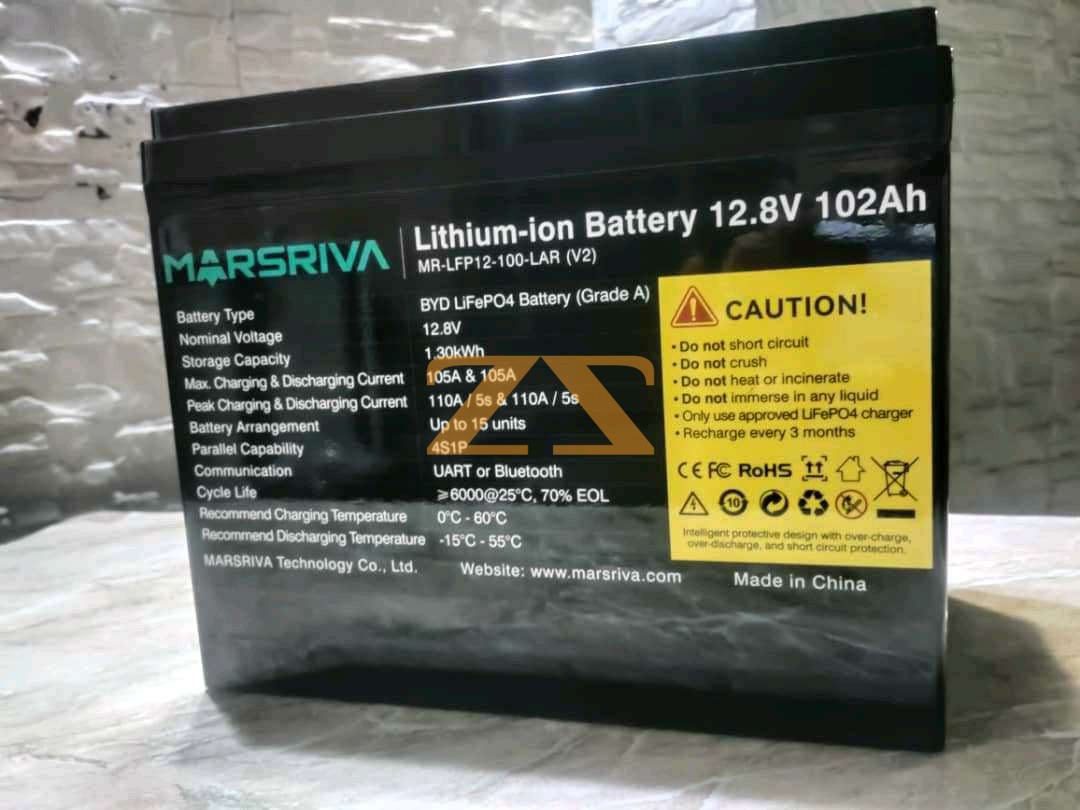 MARSRIVA
Lithium-ion Battery 12.8V 102Ah
MR-LFP12-100-LAR (V2)
Battery Type BYD LiFePO4 Battery (Grade A)
Nominal Voltage 12.8V
Storage Capacity 1.30kWh
Max. Charging & Discharging Current 105A & 105A
Peak Charging & Discharging Current 110A / 5s & 110A / 5s
Battery Arrangement Up to 15 units
Parallel Capability 4S1P
Communication UART or Bluetooth
Cycle Life ⩾6000@25°C, 70% EOL
Recommend Charging Temperature 0°C - 60°C
Recommend Discharging Temperature -15°C - 55°C
MARSRIVA Technology Co., Ltd. Website: www.marsriva.com Made in China
CAUTION!
• Do not short circuit
• Do not crush
• Do not heat or incinerate
• Do not immerse in any liquid
• Only use approved LiFePO4 charger
• Recharge every 3 months
CE FC RoHS
10
Intelligent protective design with over-charge,
over-discharge, and short circuit protection.